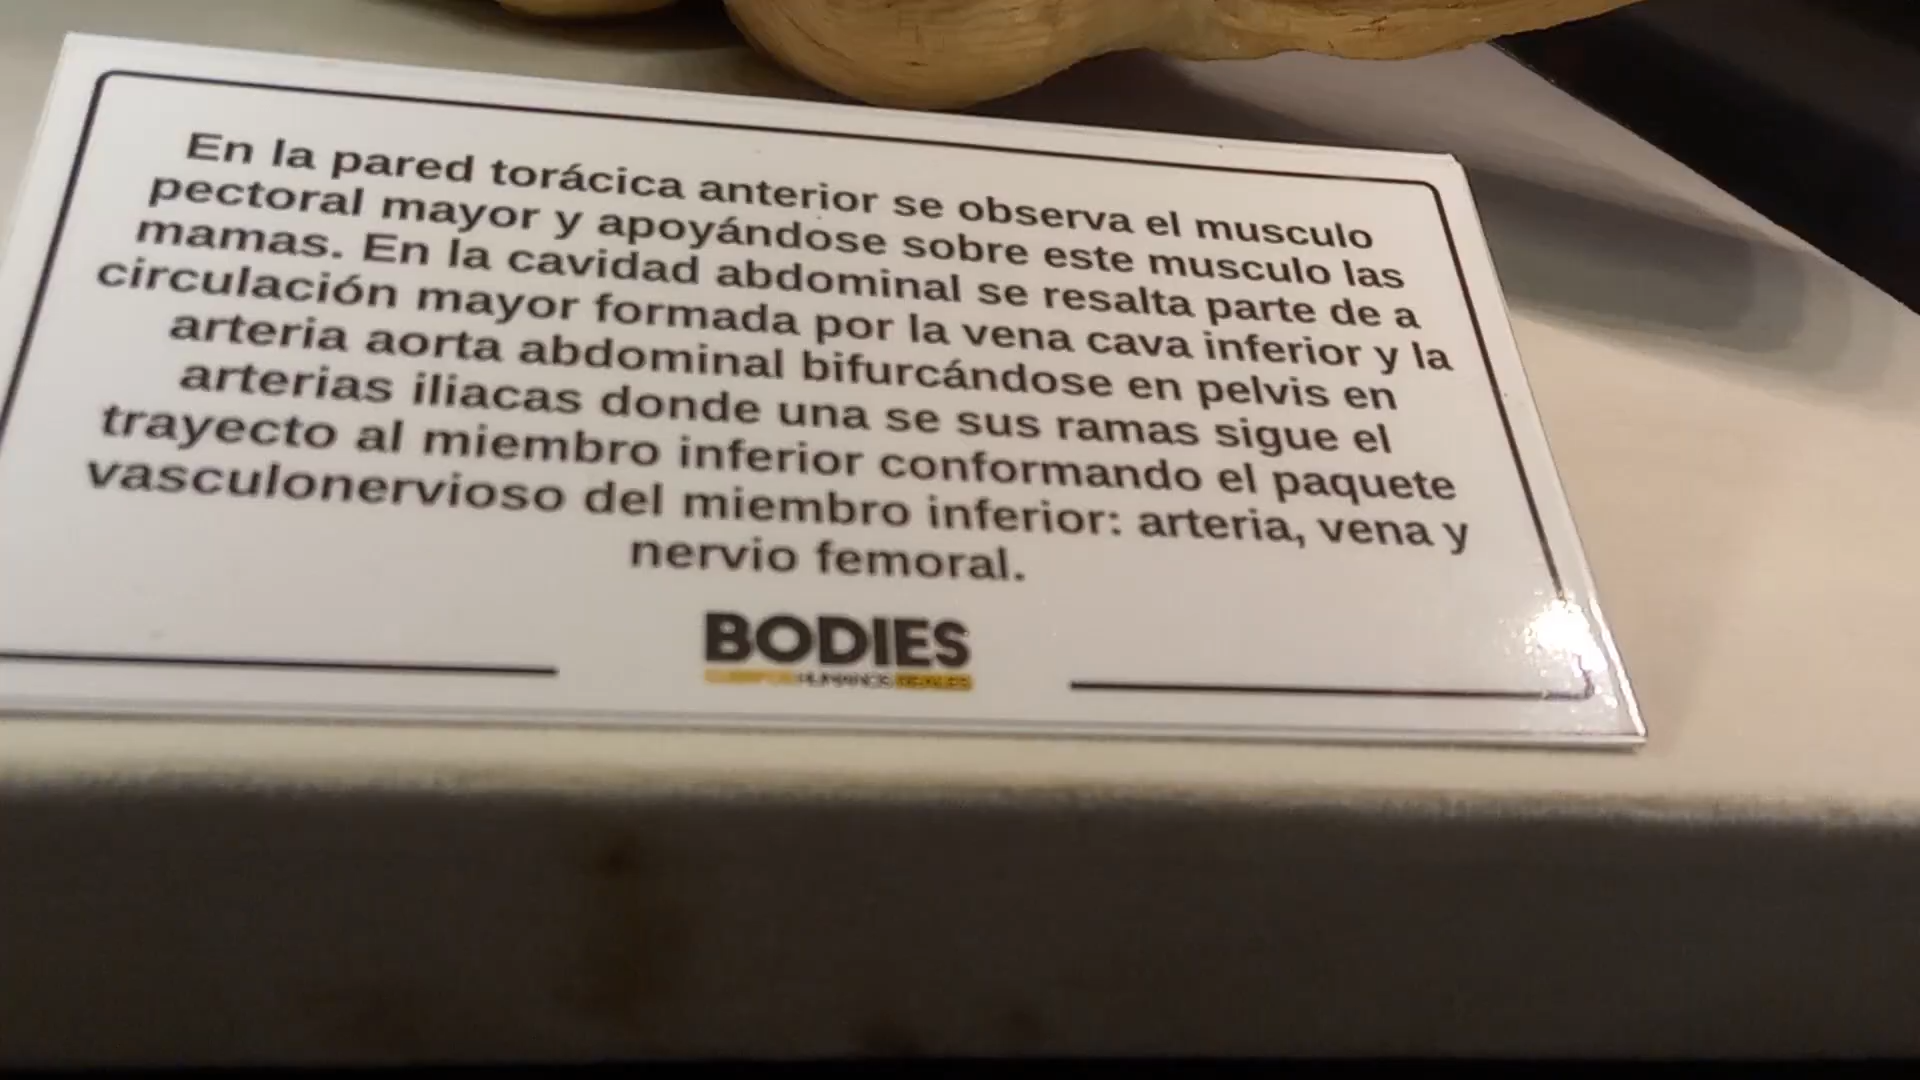 En la pared torácica anterior se observa el musculo
pectoral mayor y apoyándose sobre este musculo las
mamas. En la cavidad abdominal se resalta parte de a
circulación mayor formada por la vena cava inferior y la
arteria aorta abdominal bifurcándose en pelvis en
arterias iliacas donde una se sus ramas sigue el
trayecto al miembro inferior conformando el paquete
vasculonervioso del miembro inferior: arteria, vena y
nervio femoral.
BODIES
HUMANOS REALES